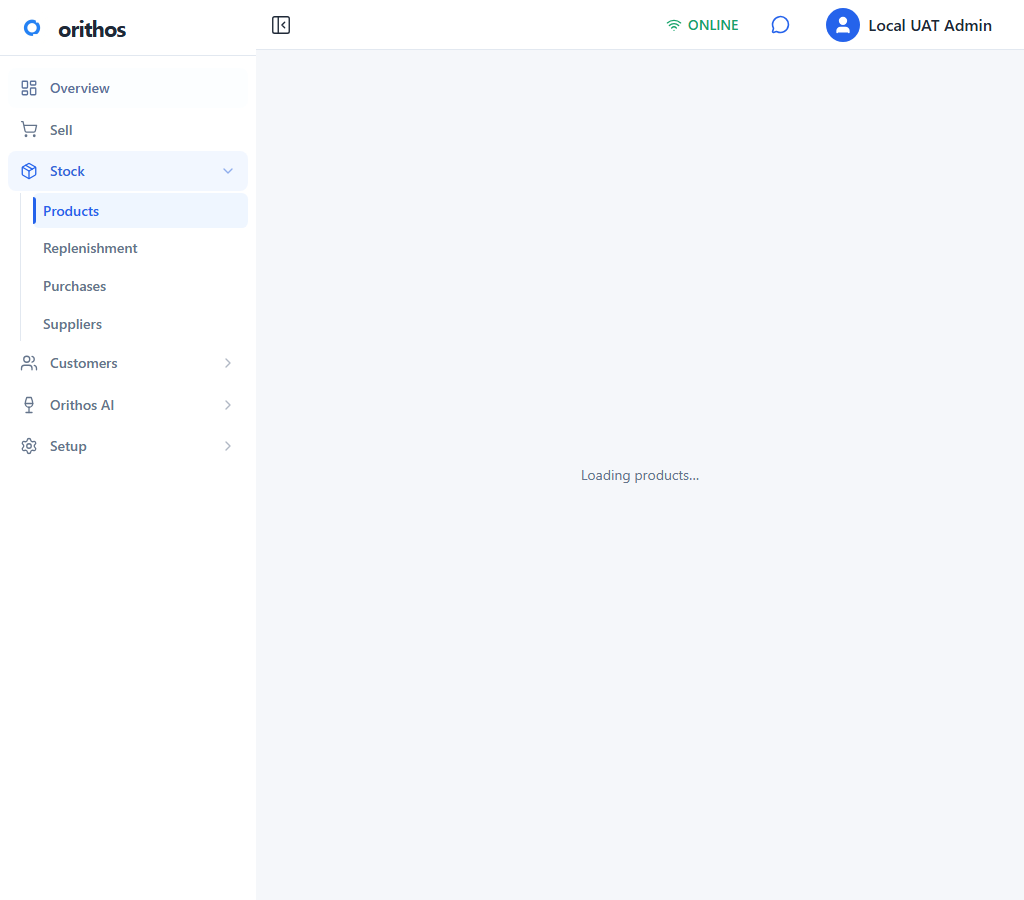 orithos
ONLINE
Local UAT Admin
Overview
Sell
Stock
Products
Replenishment
Purchases
Suppliers
Customers
Orithos AI
Setup
Loading products...